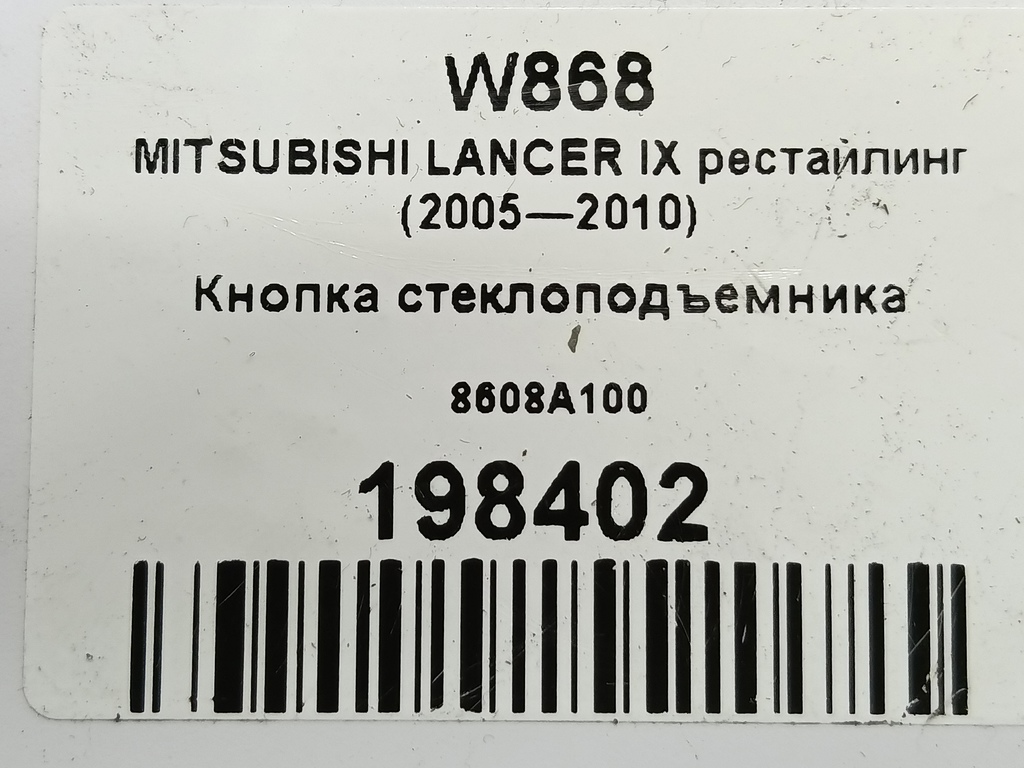 W868
MITSUBISHI LANCER IX рестайлинг
(2005—2010)
Кнопка стеклоподъемника
8608A100
198402